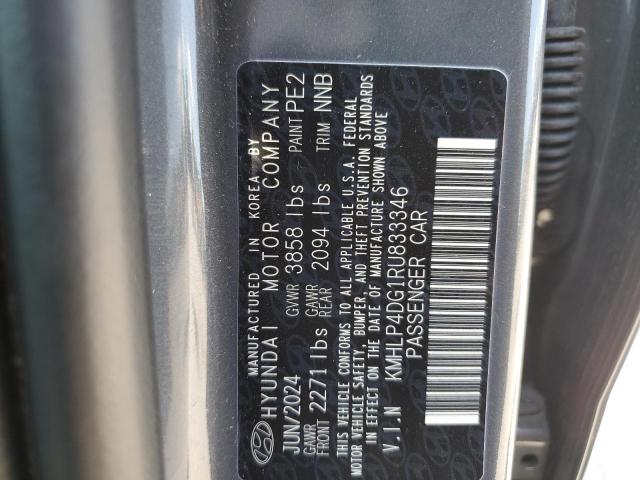 MANUFACTURED IN KOREA BY
HYUNDAI MOTOR COMPANY
JUN/2024 GVWR 3858 lbs PAINT PE2
GAWR FRONT 2271 lbs GAWR REAR 2094 lbs TRIM NNB
THIS VEHICLE CONFORMS TO ALL APPLICABLE U.S.A. FEDERAL
MOTOR VEHICLE SAFETY, BUMPER, AND THEFT PREVENTION STANDARDS
IN EFFECT ON THE DATE OF MANUFACTURE SHOWN ABOVE
V.I.N KMHLP4DG1RU833346
PASSENGER CAR